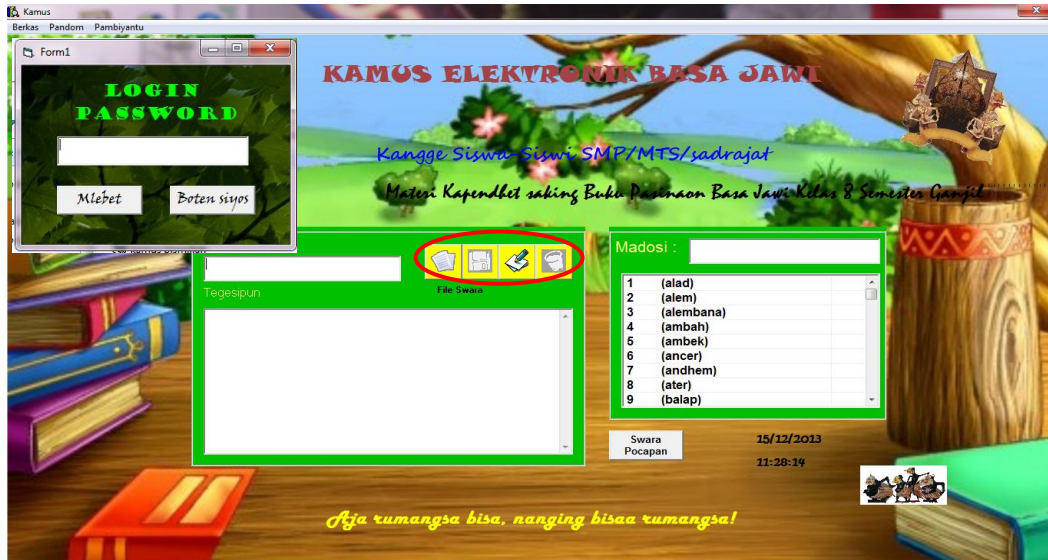 Kamus
Berkas Pandom Pambiyantu
Form1
LOGIN
PASSWORD
Mlebet
Boten siyos
KAMUS ELEKTRONIK BASA JAWI
Kangge Siswa-Siswi SMP/MTS/sadrajat
Materi Kapendhet saking Buku Pasinaon Basa Jawi Kelas 8 Semester Ganjil
File Swara
Tegesipun
Madosi :
1 (alad)
2 (alem)
3 (alembana)
4 (ambah)
5 (ambek)
6 (ancer)
7 (andhem)
8 (ater)
9 (balap)
Swara
Pocapan
15/12/2013
11:28:14
Aja rumangsa bisa, nanging bisaa rumangsa!